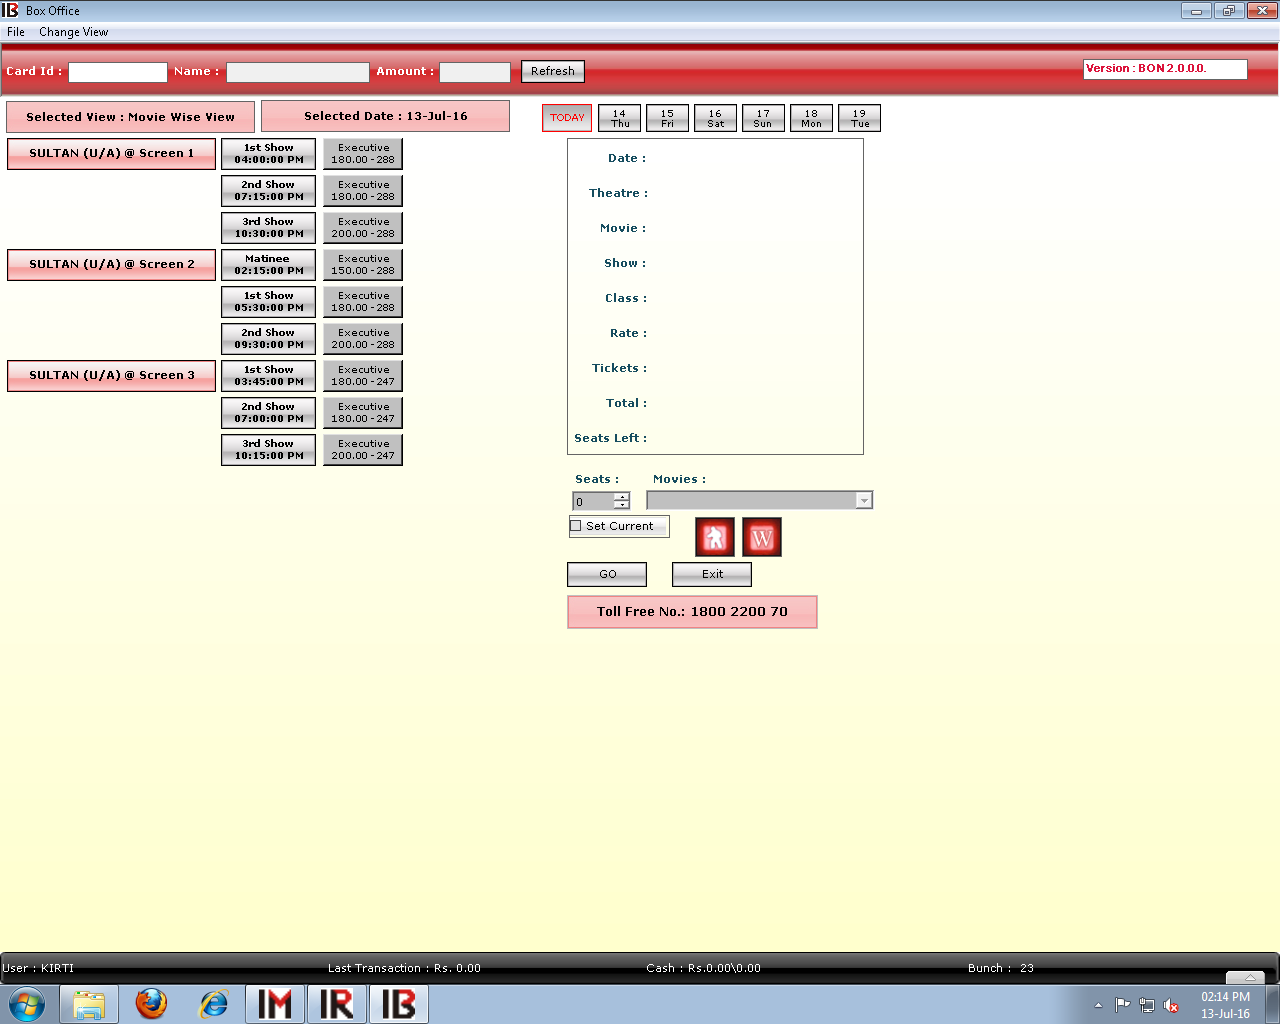 IB Box Office
File Change View
Card Id : Name : Amount : Refresh Version : BON 2.0.0.0.
Selected View : Movie Wise View Selected Date : 13-Jul-16
TODAY 14 Thu 15 Fri 16 Sat 17 Sun 18 Mon 19 Tue
SULTAN (U/A) @ Screen 1
1st Show
04:00:00 PM
Executive
180.00 -288
2nd Show
07:15:00 PM
Executive
180.00 -288
3rd Show
10:30:00 PM
Executive
200.00 -288
SULTAN (U/A) @ Screen 2
Matinee
02:15:00 PM
Executive
150.00 -288
1st Show
05:30:00 PM
Executive
180.00 -288
2nd Show
09:30:00 PM
Executive
200.00 -288
SULTAN (U/A) @ Screen 3
1st Show
03:45:00 PM
Executive
180.00 -247
2nd Show
07:00:00 PM
Executive
180.00 -247
3rd Show
10:15:00 PM
Executive
200.00 -247
Date :
Theatre :
Movie :
Show :
Class :
Rate :
Tickets :
Total :
Seats Left :
Seats : Movies :
0
Set Current
W
GO Exit
Toll Free No.: 1800 2200 70
User : KIRTI Last Transaction : Rs. 0.00 Cash : Rs.0.00\0.00 Bunch : 23
IM IR IB
02:14 PM
13-Jul-16